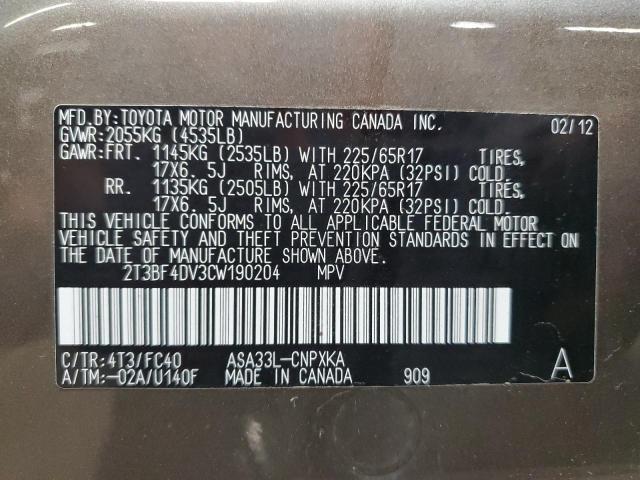 MFD.BY:TOYOTA MOTOR MANUFACTURING CANADA INC. 02/12
GVWR:2055KG (4535LB)
GAWR:FRT. 1145KG (2535LB) WITH 225/65R17 TIRES,
17X6.5J RIMS, AT 220KPA (32PSI) COLD.
RR. 1135KG (2505LB) WITH 225/65R17 TIRES,
17X6.5J RIMS, AT 220KPA (32PSI) COLD.
THIS VEHICLE CONFORMS TO ALL APPLICABLE FEDERAL MOTOR
VEHICLE SAFETY AND THEFT PREVENTION STANDARDS IN EFFECT ON
THE DATE OF MANUFACTURE SHOWN ABOVE.
2T3BF4DV3CW190204 MPV
C/TR:4T3/FC40 ASA33L-CNPXKA A
A/TM:-02A/U140F MADE IN CANADA 909